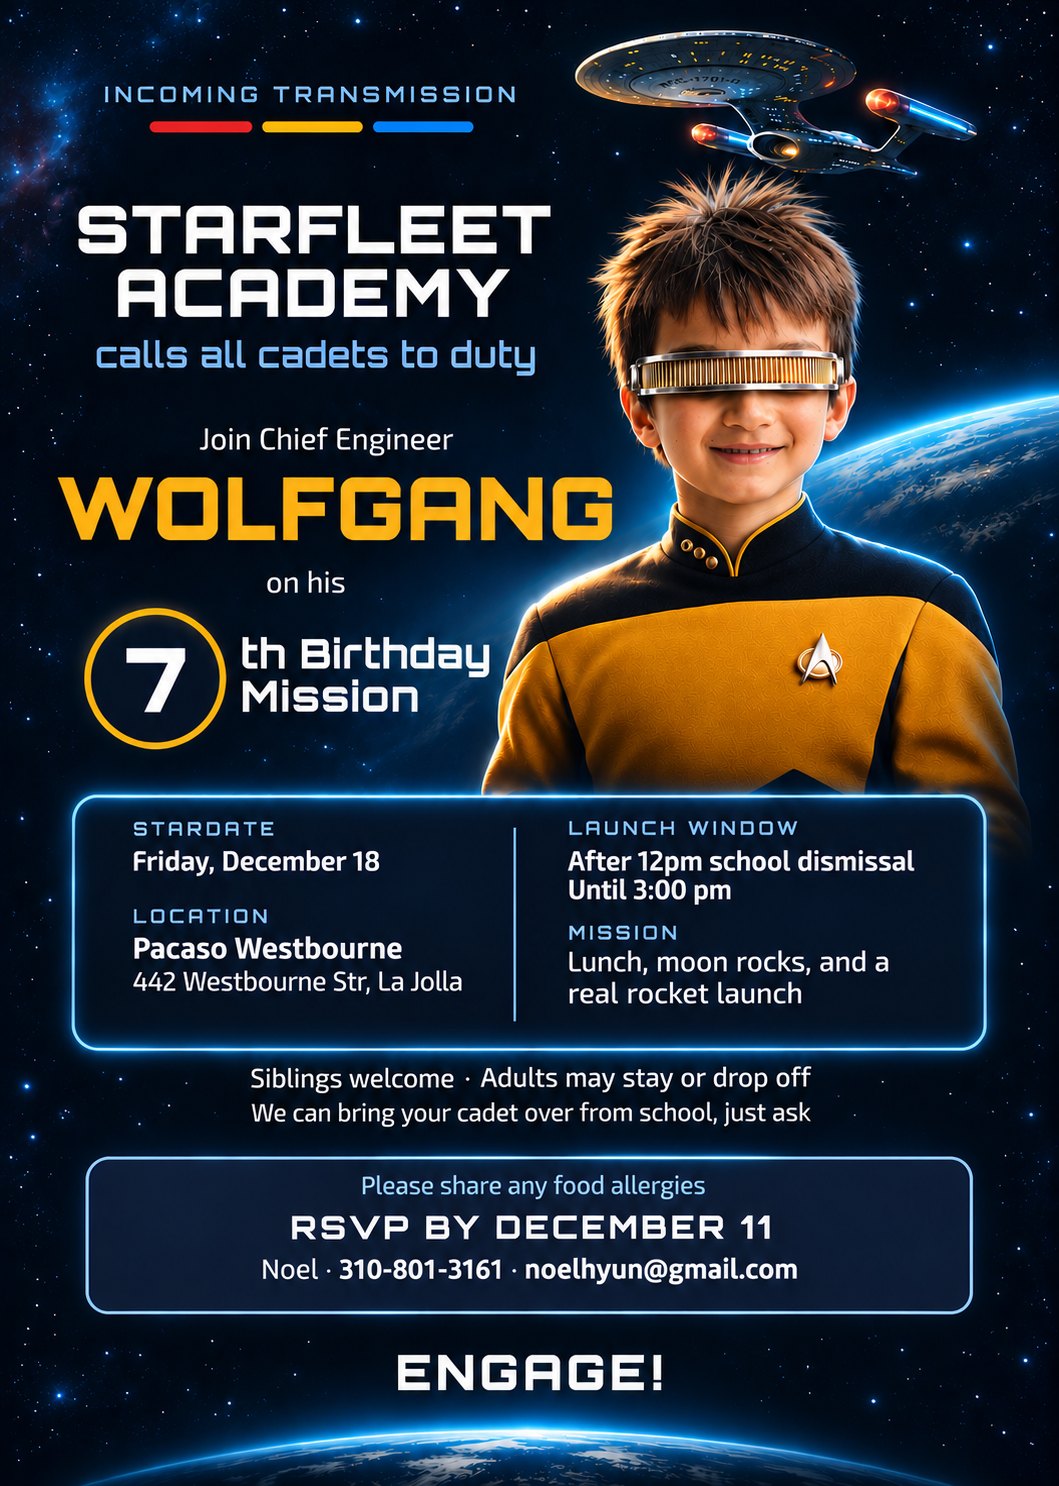 INCOMING TRANSMISSION
STARFLEET
ACADEMY
calls all cadets to duty
Join Chief Engineer
WOLFGANG
on his
7
th Birthday
Mission
STARDATE
Friday, December 18
LOCATION
Pacaso Westbourne
442 Westbourne Str, La Jolla
LAUNCH WINDOW
After 12pm school dismissal
Until 3:00 pm
MISSION
Lunch, moon rocks, and a
real rocket launch
Siblings welcome · Adults may stay or drop off
We can bring your cadet over from school, just ask
Please share any food allergies
RSVP BY DECEMBER 11
Noel · 310-801-3161 · noelhyun@gmail.com
ENGAGE!